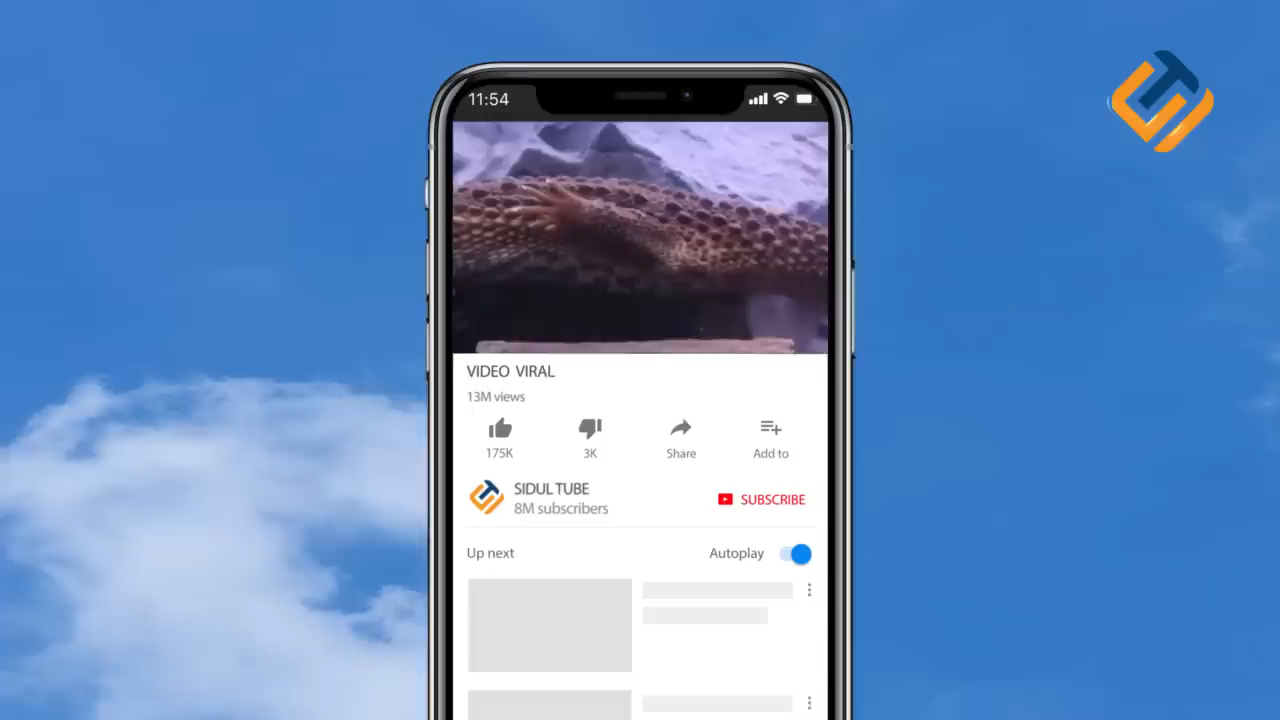 11:54
VIDEO VIRAL
13M views
175K
3K
Share
Add to
SIDUL TUBE
8M subscribers
SUBSCRIBE
Up next
Autoplay